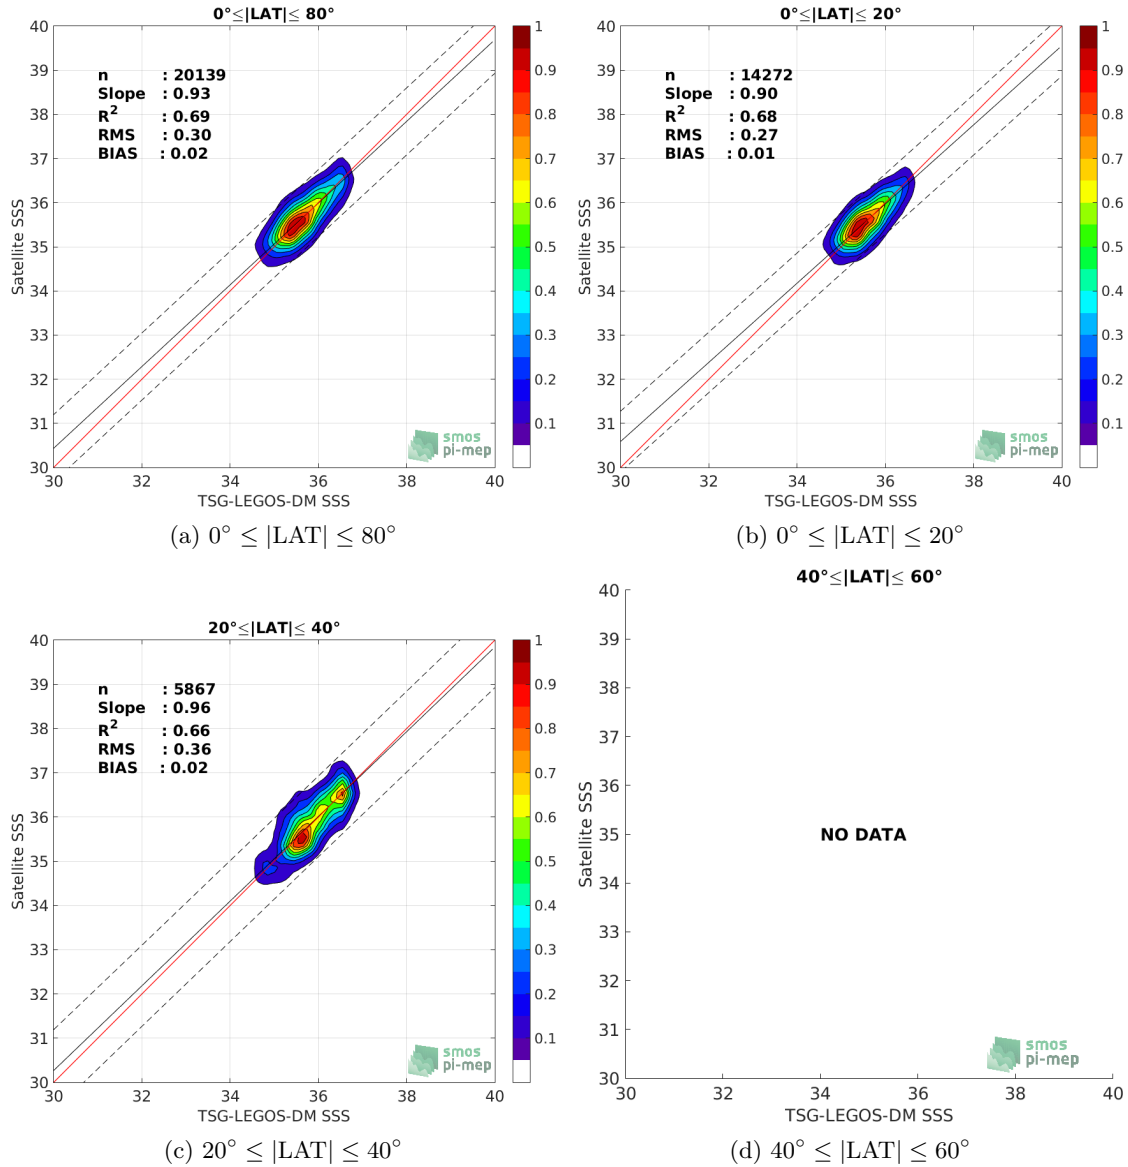 0°≤|LAT|≤ 80°
40
39
38
37
36
35
34
33
32
31
30
Satellite SSS
n : 20139
Slope : 0.93
R² : 0.69
RMS : 0.30
BIAS : 0.02
smos
pi-mep
30 32 34 36 38 40
TSG-LEGOS-DM SSS
1
0.9
0.8
0.7
0.6
0.5
0.4
0.3
0.2
0.1
(a) 0° ≤ |LAT| ≤ 80°
0°≤|LAT|≤ 20°
40
39
38
37
36
35
34
33
32
31
30
Satellite SSS
n : 14272
Slope : 0.90
R² : 0.68
RMS : 0.27
BIAS : 0.01
smos
pi-mep
30 32 34 36 38 40
TSG-LEGOS-DM SSS
1
0.9
0.8
0.7
0.6
0.5
0.4
0.3
0.2
0.1
(b) 0° ≤ |LAT| ≤ 20°
20°≤|LAT|≤ 40°
40
39
38
37
36
35
34
33
32
31
30
Satellite SSS
n : 5867
Slope : 0.96
R² : 0.66
RMS : 0.36
BIAS : 0.02
smos
pi-mep
30 32 34 36 38 40
TSG-LEGOS-DM SSS
1
0.9
0.8
0.7
0.6
0.5
0.4
0.3
0.2
0.1
(c) 20° ≤ |LAT| ≤ 40°
40°≤|LAT|≤ 60°
40
39
38
37
36
35
34
33
32
31
30
Satellite SSS
NO DATA
smos
pi-mep
30 32 34 36 38 40
TSG-LEGOS-DM SSS
(d) 40° ≤ |LAT| ≤ 60°